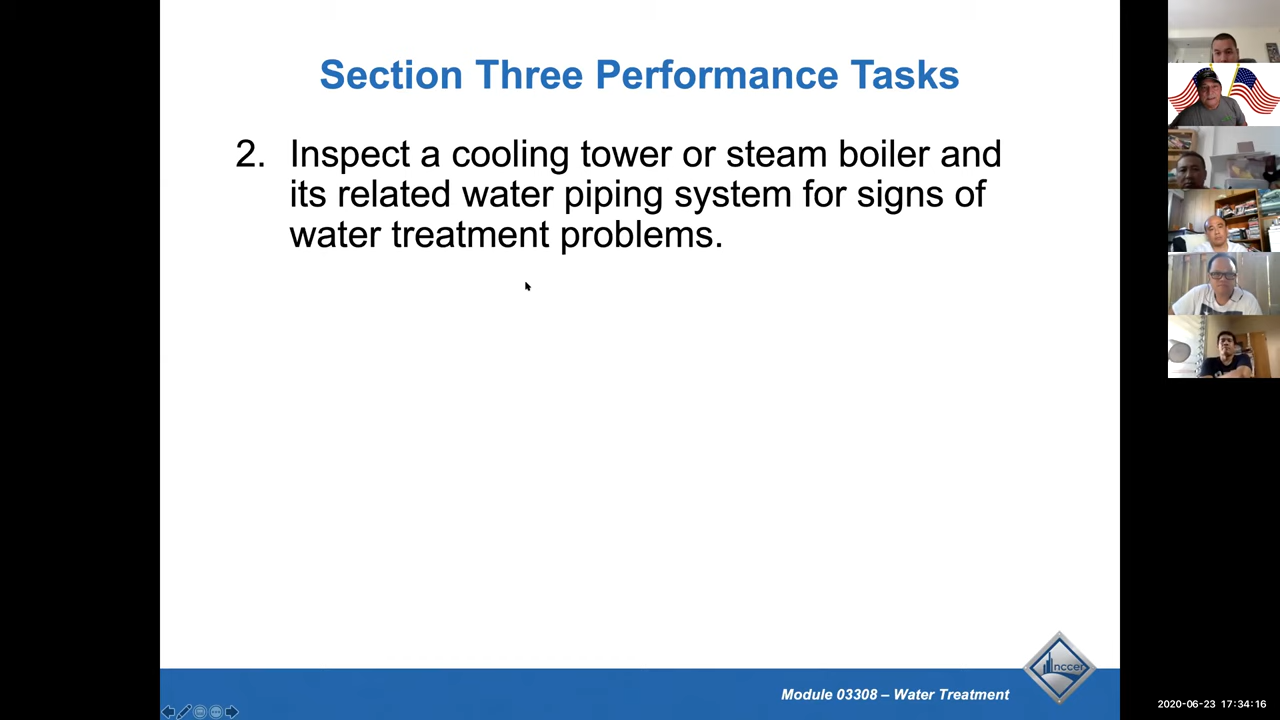 Section Three Performance Tasks
2. Inspect a cooling tower or steam boiler and
its related water piping system for signs of
water treatment problems.
nccer
Module 03308 – Water Treatment
2020-06-23 17:34:16